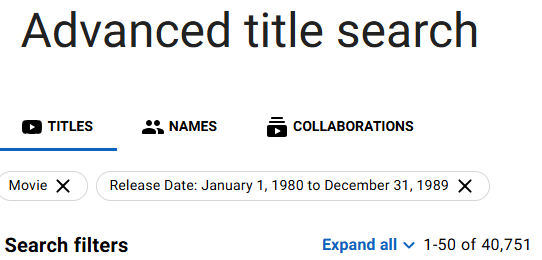 Advanced title search
TITLES NAMES COLLABORATIONS
Movie Release Date: January 1, 1980 to December 31, 1989
Search filters Expand all 1-50 of 40,751